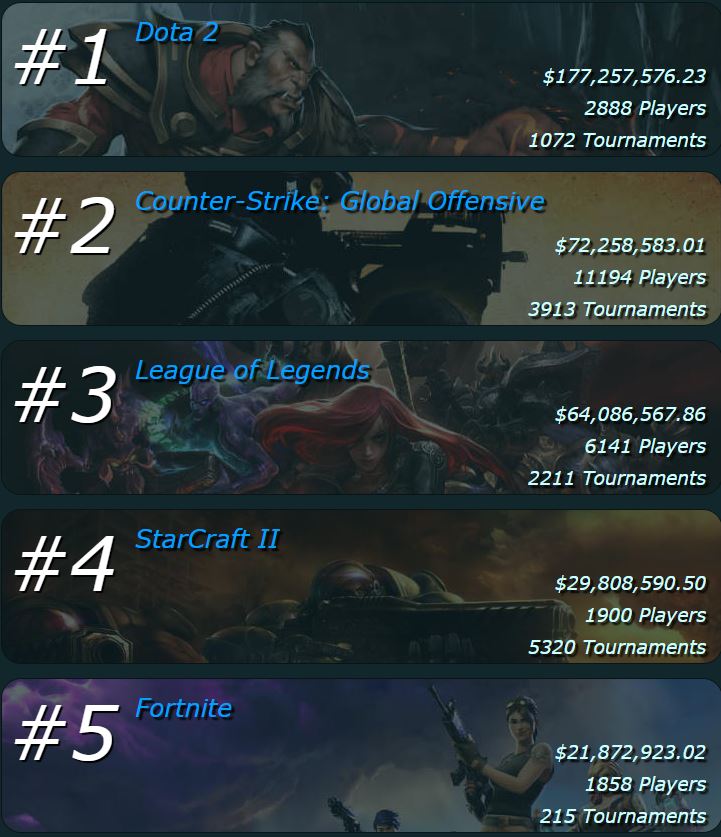 #1
Dota 2
$177,257,576.23
2888 Players
1072 Tournaments
#2
Counter-Strike: Global Offensive
$72,258,583.01
11194 Players
3913 Tournaments
#3
League of Legends
$64,086,567.86
6141 Players
2211 Tournaments
#4
StarCraft II
$29,808,590.50
1900 Players
5320 Tournaments
#5
Fortnite
$21,872,923.02
1858 Players
215 Tournaments